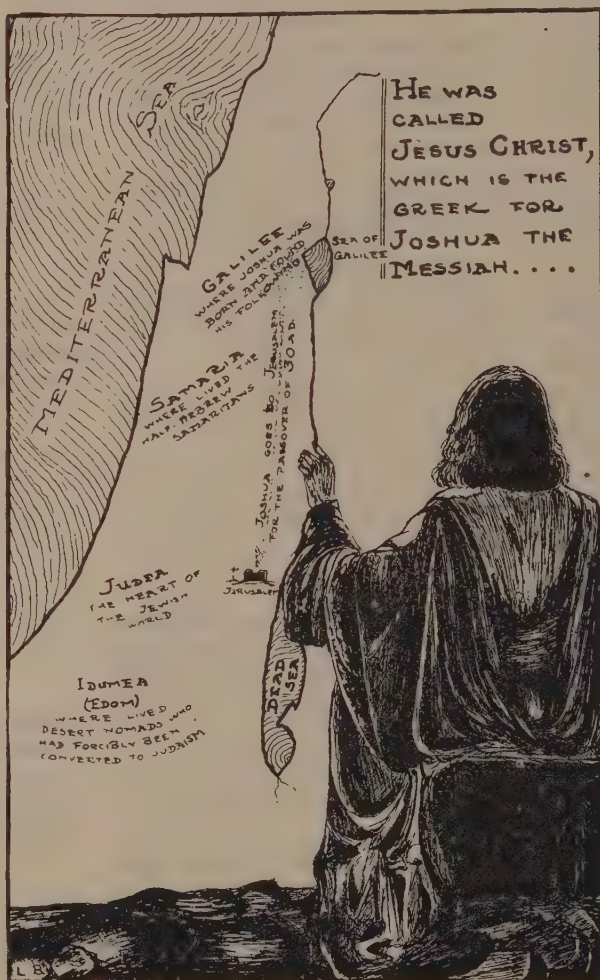 HE WAS
CALLED
JESUS CHRIST,
WHICH IS THE
GREEK FOR
JOSHUA THE
MESSIAH....
SEA
MEDITERRANEAN
GALILEE
WHERE JOSHUA WAS
BORN AND FOUND
HIS FOLLOWING
SEA OF
GALILEE
SAMARIA
WHERE LIVED THE
HALF-HEBREW
SAMARITANS
JOSHUA GOES TO JERUSALEM
FOR THE PASSOVER OF 30AD.
JERUSALEM
JUDEA
THE HEART OF
THE JEWISH
WORLD
DEAD
SEA
IDUMEA
(EDOM)
WHERE LIVED
DESERT NOMADS WHO
HAD FORCIBLY BEEN
CONVERTED TO JUDAISM
L B